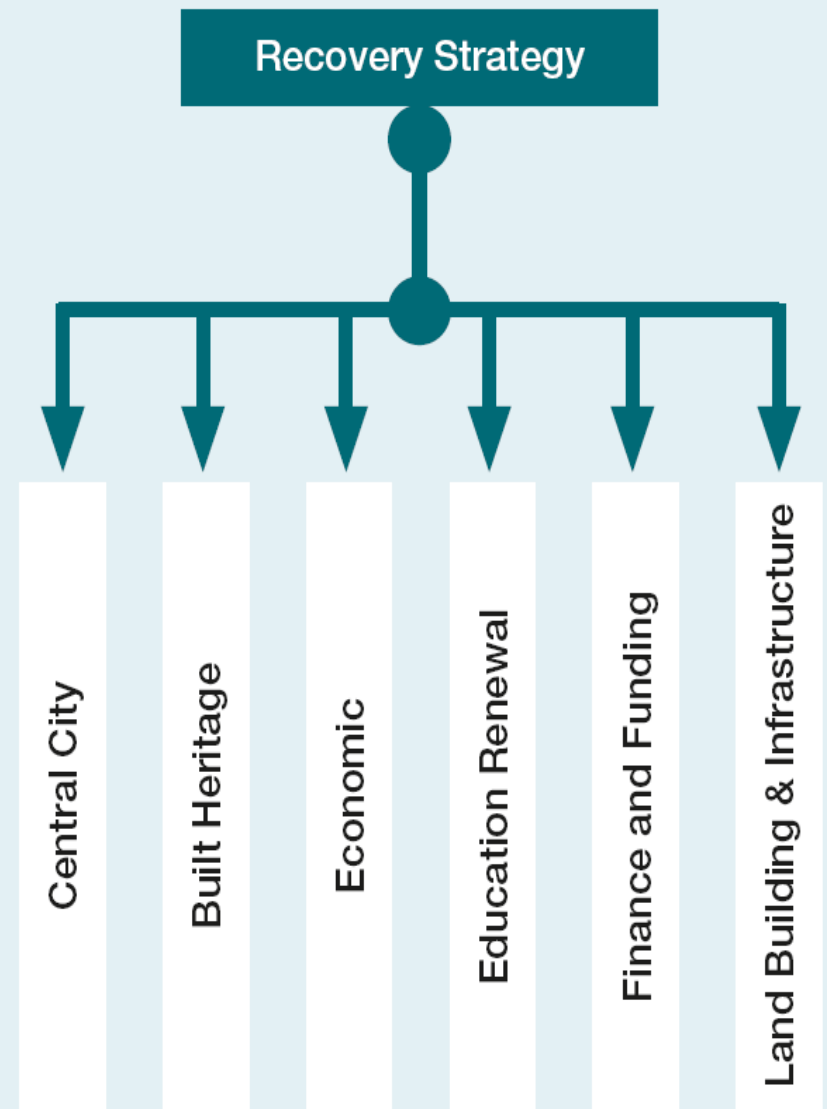 Recovery Strategy
Central City
Built Heritage
Economic
Education Renewal
Finance and Funding
Land Building & Infrastructure